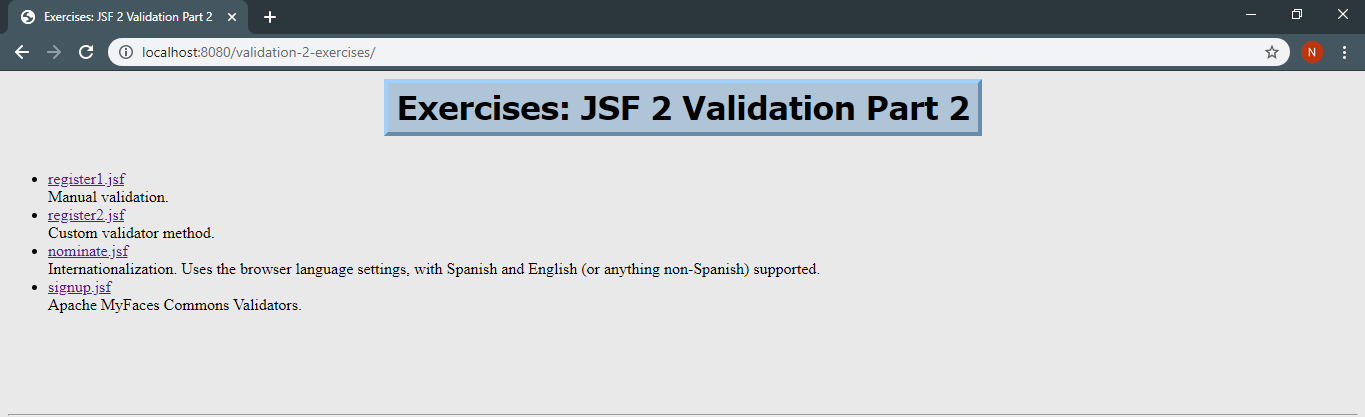 Exercises: JSF 2 Validation Part 2
localhost:8080/validation-2-exercises/
N
Exercises: JSF 2 Validation Part 2
register1.jsf
Manual validation.
register2.jsf
Custom validator method.
nominate.jsf
Internationalization. Uses the browser language settings, with Spanish and English (or anything non-Spanish) supported.
signup.jsf
Apache MyFaces Commons Validators.